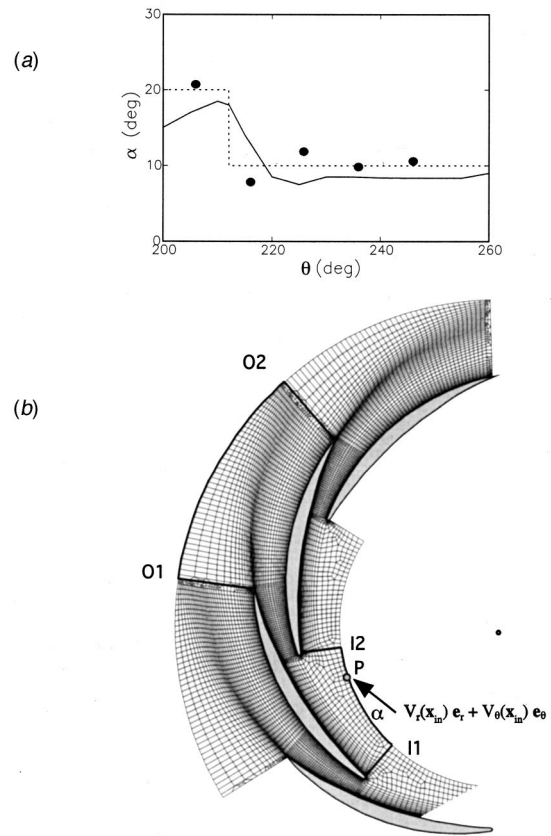 (a)
30
20
10
0
α (deg)
200
220
240
260
θ (deg)
(b)
O2
O1
I2
P
α
V_r(x_in) e_r + V_θ(x_in) e_θ
I1